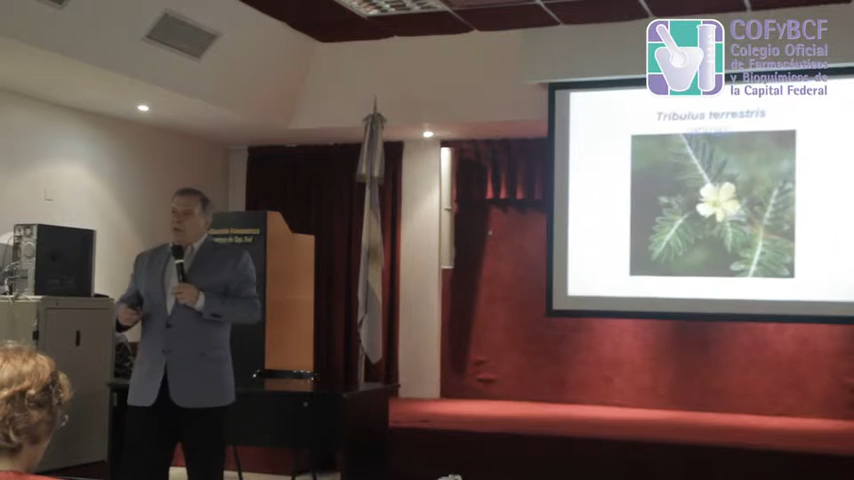 COFyBCF
Colegio Oficial
de Farmacéuticos
y Bioquímicos de
la Capital Federal
Tribulus terrestris